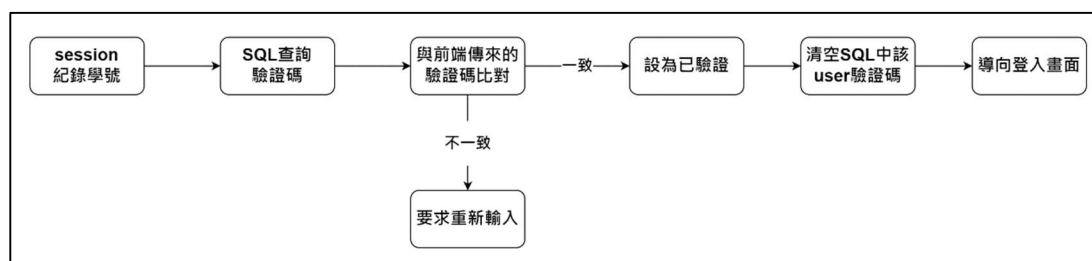 session
紀錄學號
SQL查詢
驗證碼
與前端傳來的
驗證碼比對
一致
設為已驗證
清空SQL中該
user驗證碼
導向登入畫面
不一致
要求重新輸入